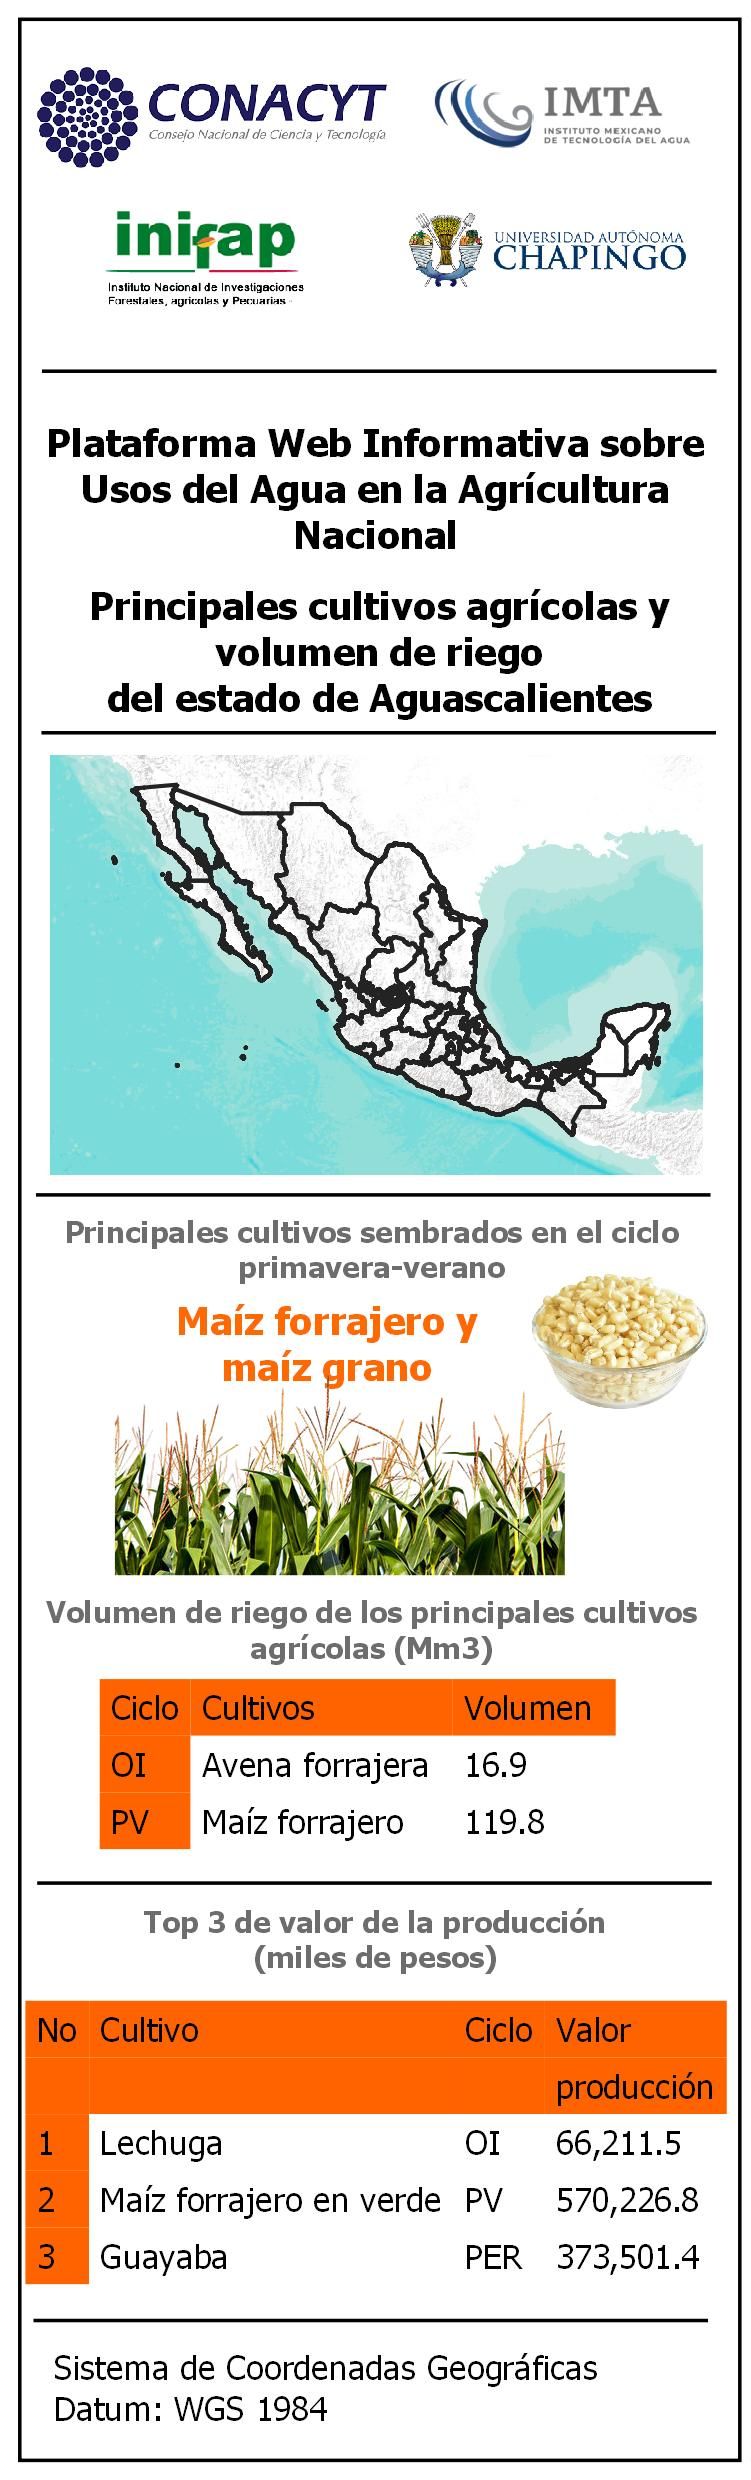 CONACYT
Consejo Nacional de Ciencia y Tecnología
IMTA
INSTITUTO MEXICANO
DE TECNOLOGÍA DEL AGUA
inifap
Instituto Nacional de Investigaciones
Forestales, agrícolas y Pecuarias
UNIVERSIDAD AUTÓNOMA
CHAPINGO
Plataforma Web Informativa sobre
Usos del Agua en la Agrícultura
Nacional
Principales cultivos agrícolas y
volumen de riego
del estado de Aguascalientes
Principales cultivos sembrados en el ciclo
primavera-verano
Maíz forrajero y
maíz grano
Volumen de riego de los principales cultivos
agrícolas (Mm3)
Ciclo Cultivos Volumen
OI Avena forrajera 16.9
PV Maíz forrajero 119.8
Top 3 de valor de la producción
(miles de pesos)
No Cultivo Ciclo Valor
producción
1 Lechuga OI 66,211.5
2 Maíz forrajero en verde PV 570,226.8
3 Guayaba PER 373,501.4
Sistema de Coordenadas Geográficas
Datum: WGS 1984